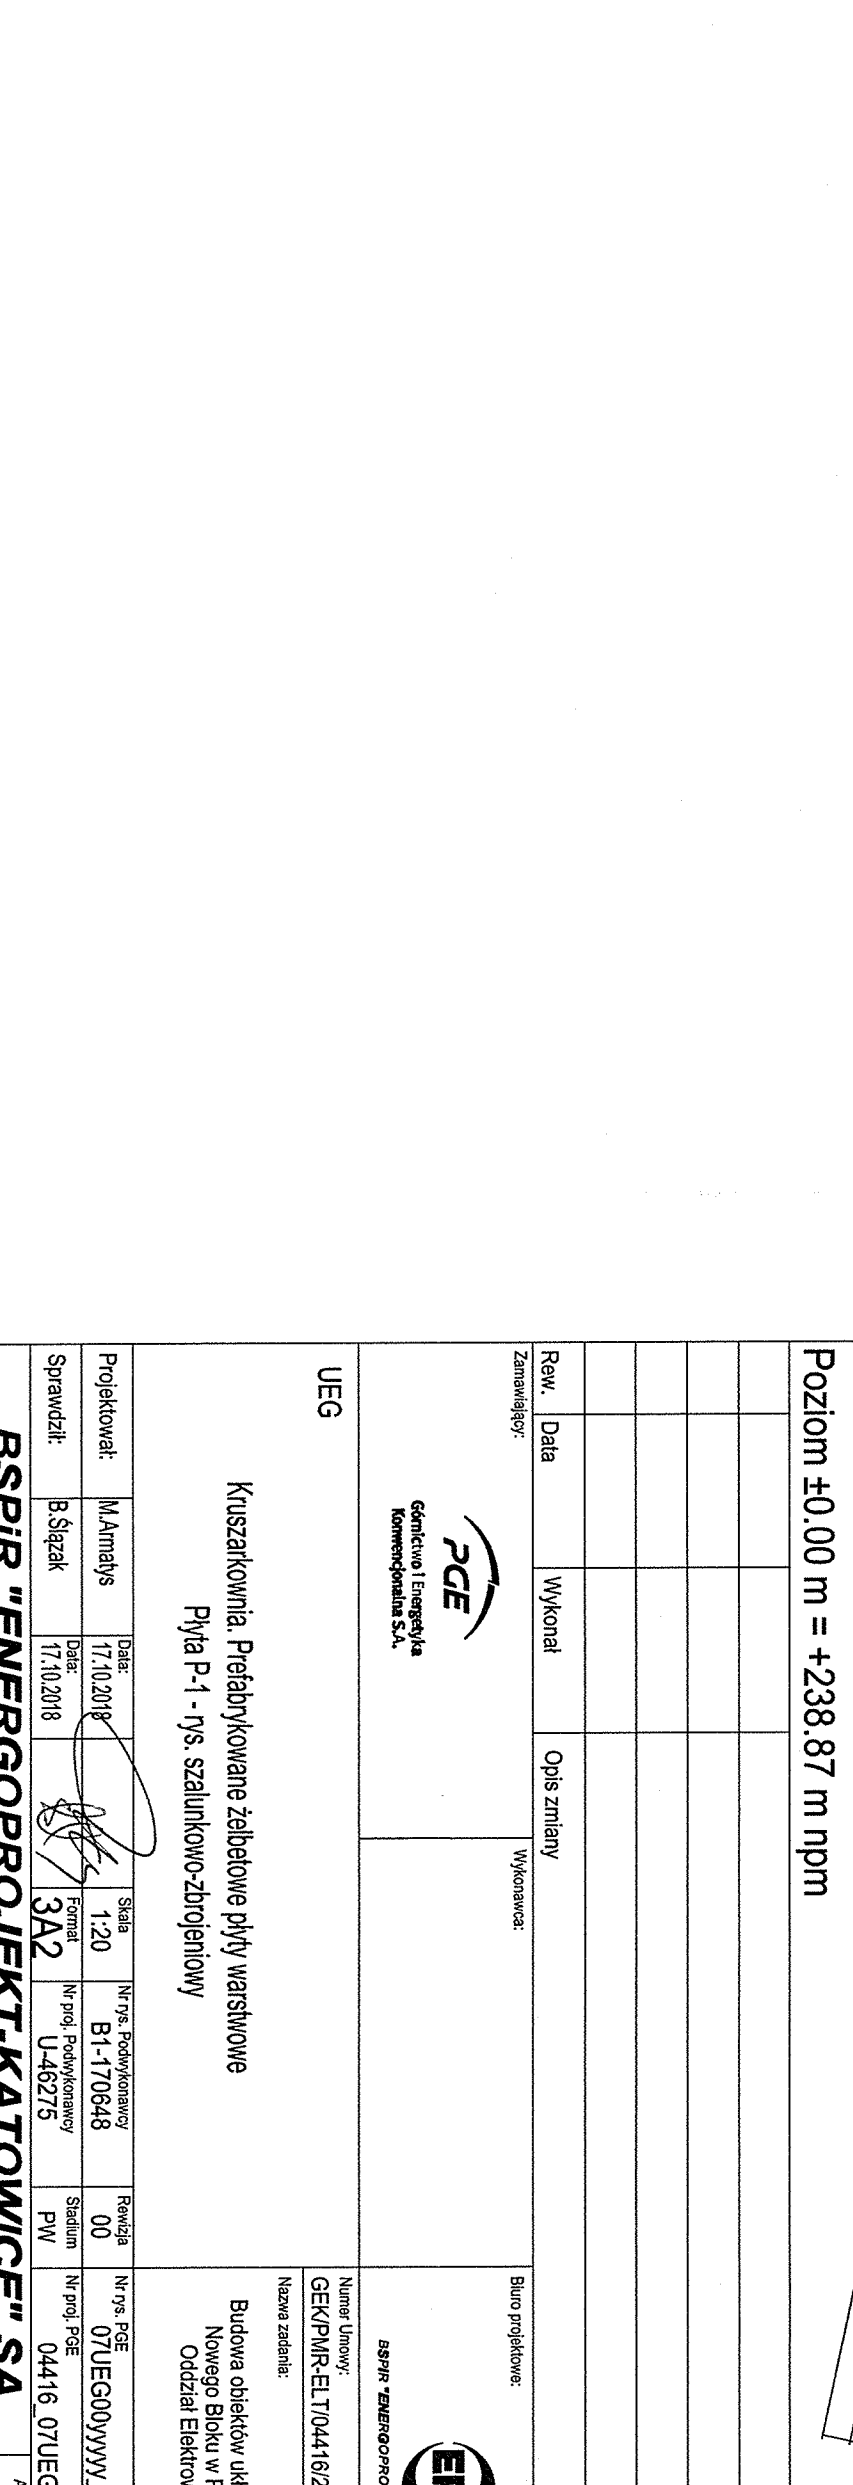 Poziom ±0.00 m = +238.87 m npm
Rew. Data Wykonał Opis zmiany
Zamawiający:
PGE
Górnictwo i Energetyka
Konwencjonalna S.A.
Wykonawca:
Biuro projektowe:
BSPiR "ENERGOPRO
UEG
Numer Umowy:
GEK/PMR-ELT/04416/2
Kruszarkownia. Prefabrykowane żelbetowe płyty warstwowe
Płyta P-1 - rys. szalunkowo-zbrojeniowy
Nazwa zadania:
Budowa obiektów ukł
Nowego Bloku w
Oddział Elektrow
Projektował: M.Armatys Data: 17.10.2018 Skala 1:20 Nr rys. Podwykonawcy B1-170648 Rewizja 00 Nr rys. PGE 07UEG00yyyyy_
Sprawdził: B.Ślązak Data: 17.10.2018 Format 3A2 Nr proj. Podwykonawcy U-46275 Stadium PW Nr proj. PGE 04416_07UEG
BSPiR "ENERGOPROJEKT-KATOWICE" SA